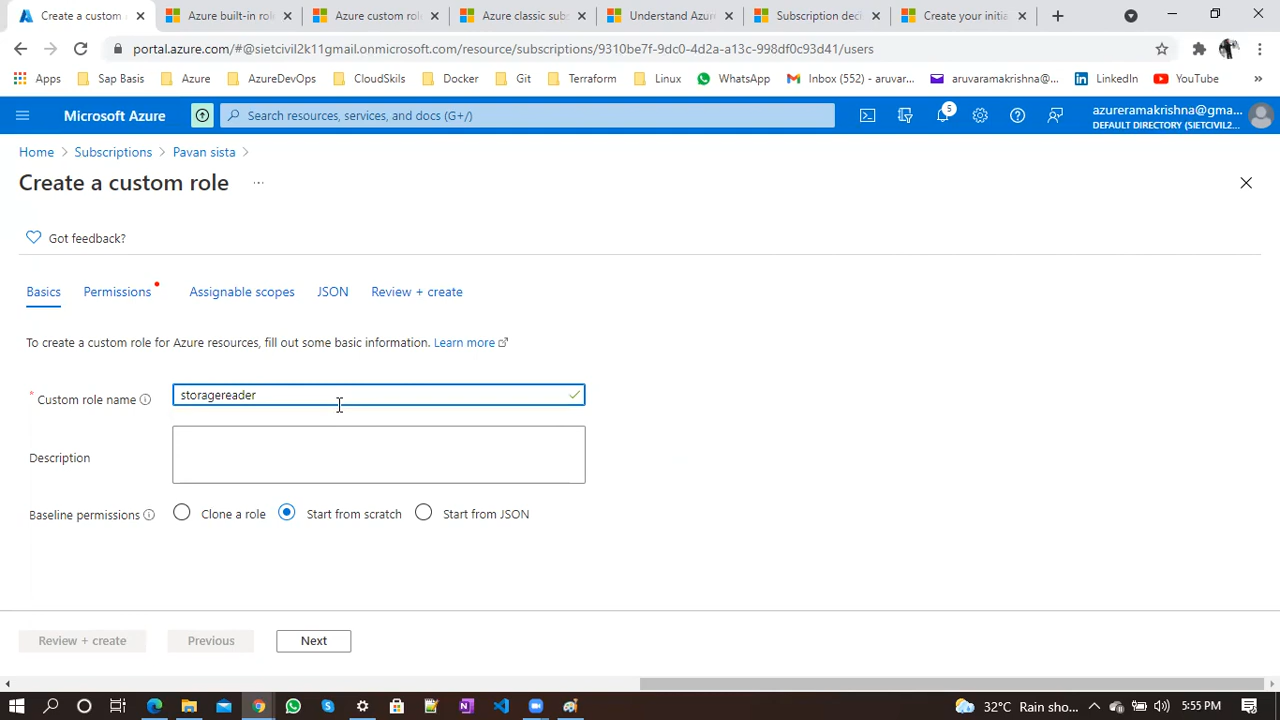 Create a custom
Azure built-in rol
Azure custom role
Azure classic subs
Understand Azure
Subscription dec
Create your initia
portal.azure.com/#@sietcivil2k11gmail.onmicrosoft.com/resource/subscriptions/9310be7f-9dc0-4d2a-a13c-998df0c93d41/users
Apps
Sap Basis
Azure
AzureDevOps
CloudSkils
Docker
Git
Terraform
Linux
WhatsApp
Inbox (552) - aruvar...
aruvaramakrishna@...
LinkedIn
YouTube
»
Microsoft Azure
Search resources, services, and docs (G+/)
5
azureramakrishna@gma...
DEFAULT DIRECTORY (SIETCIVIL2...
Home > Subscriptions > Pavan sista >
Create a custom role ...
Got feedback?
Basics
Permissions
Assignable scopes
JSON
Review + create
To create a custom role for Azure resources, fill out some basic information. Learn more
* Custom role name
storagereader
Description
Baseline permissions
Clone a role
Start from scratch
Start from JSON
Review + create
Previous
Next
32°C Rain sho...
5:55 PM